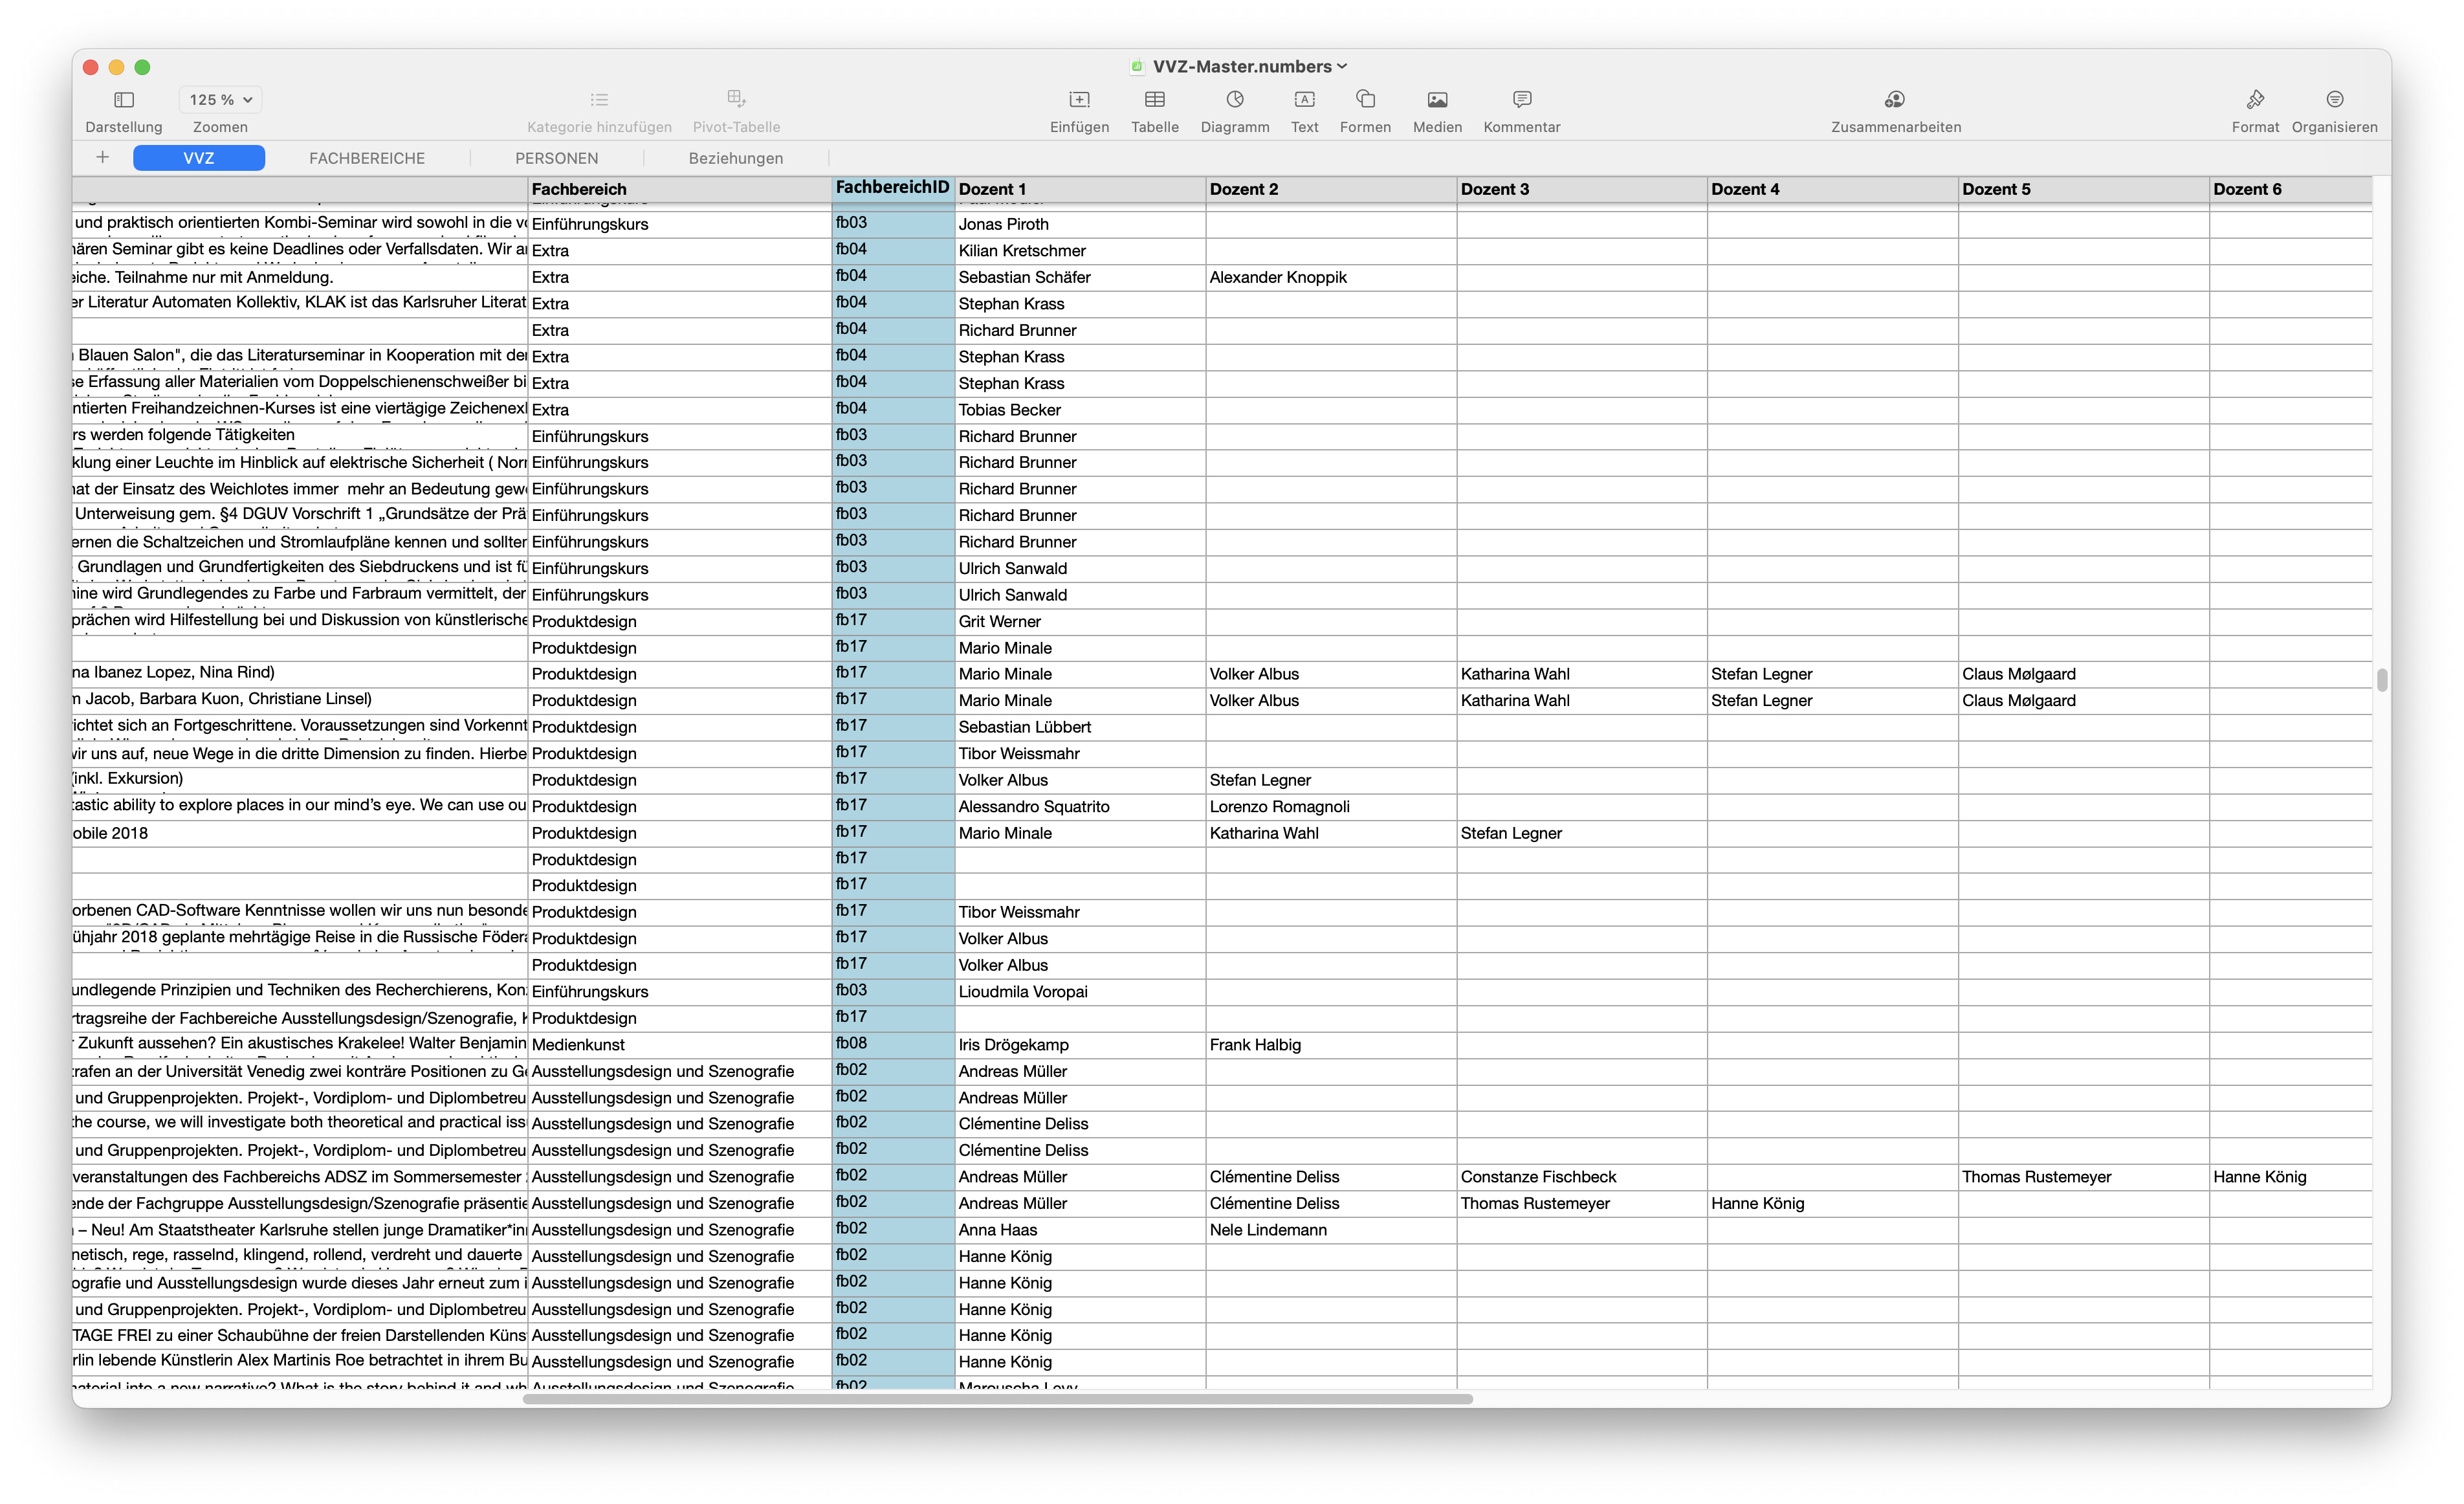 VVZ-Master.numbers
125 %
Darstellung Zoomen Kategorie hinzufügen Pivot-Tabelle Einfügen Tabelle Diagramm Text Formen Medien Kommentar Zusammenarbeiten Format Organisieren
+ VVZ FACHBEREICHE PERSONEN Beziehungen
Fachbereich FachbereichID Dozent 1 Dozent 2 Dozent 3 Dozent 4 Dozent 5 Dozent 6
und praktisch orientierten Kombi-Seminar wird sowohl in die Einführungskurs fb03 Jonas Piroth
Seminar gibt es keine Deadlines oder Verfallsdaten. Wir Extra fb04 Kilian Kretschmer
Teilnahme nur mit Anmeldung. Extra fb04 Sebastian Schäfer Alexander Knoppik
er Literatur Automaten Kollektiv, KLAK ist das Karlsruher Literat Extra fb04 Stephan Krass
Extra fb04 Richard Brunner
Blauen Salon", die das Literaturseminar in Kooperation mit Extra fb04 Stephan Krass
se Erfassung aller Materialien vom Doppelschienenschweißer bi Extra fb04 Stephan Krass
ntierten Freihandzeichnen-Kurses ist eine viertägige Extra fb04 Tobias Becker
rs werden folgende Tätigkeiten Einführungskurs fb03 Richard Brunner
klung einer Leuchte im Hinblick auf elektrische Sicherheit ( Einführungskurs fb03 Richard Brunner
hat der Einsatz des Weichlotes immer mehr an Bedeutung Einführungskurs fb03 Richard Brunner
Unterweisung gem. §4 DGUV Vorschrift 1 „Grundsätze der Prä Einführungskurs fb03 Richard Brunner
ernen die Schaltzeichen und Stromlaufpläne kennen und sollten Einführungskurs fb03 Richard Brunner
Grundlagen und Grundfertigkeiten des Siebdruckens und ist fü Einführungskurs fb03 Ulrich Sanwald
nine wird Grundlegendes zu Farbe und Farbraum vermittelt, der Einführungskurs fb03 Ulrich Sanwald
prächen wird Hilfestellung bei und Diskussion von künstlerische Produktdesign fb17 Grit Werner
Produktdesign fb17 Mario Minale
na Ibanez Lopez, Nina Rind) Produktdesign fb17 Mario Minale Volker Albus Katharina Wahl Stefan Legner Claus Mølgaard
m Jacob, Barbara Kuon, Christiane Linsel) Produktdesign fb17 Mario Minale Volker Albus Katharina Wahl Stefan Legner Claus Mølgaard
richtet sich an Fortgeschrittene. Voraussetzungen sind Vorkennt Produktdesign fb17 Sebastian Lübbert
wir uns auf, neue Wege in die dritte Dimension zu finden. Hierbe Produktdesign fb17 Tibor Weissmahr
(inkl. Exkursion) Produktdesign fb17 Volker Albus Stefan Legner
tastic ability to explore places in our mind’s eye. We can use ou Produktdesign fb17 Alessandro Squatrito Lorenzo Romagnoli
obile 2018 Produktdesign fb17 Mario Minale Katharina Wahl Stefan Legner
Produktdesign fb17
Produktdesign fb17
orbenen CAD-Software Kenntnisse wollen wir uns nun besonde Produktdesign fb17 Tibor Weissmahr
ühjahr 2018 geplante mehrtägige Reise in die Russische Födera Produktdesign fb17 Volker Albus
Produktdesign fb17 Volker Albus
undlegende Prinzipien und Techniken des Recherchierens, Einführungskurs fb03 Lioudmila Voropai
rtragsreihe der Fachbereiche Ausstellungsdesign/Szenografie, Produktdesign fb17
Zukunft aussehen? Ein akustisches Krakelee! Walter Benjamin Medienkunst fb08 Iris Drögekamp Frank Halbig
trafen an der Universität Venedig zwei konträre Positionen zu Ausstellungsdesign und Szenografie fb02 Andreas Müller
und Gruppenprojekten. Projekt-, Vordiplom- und Diplombetreu Ausstellungsdesign und Szenografie fb02 Andreas Müller
the course, we will investigate both theoretical and practical iss Ausstellungsdesign und Szenografie fb02 Clémentine Deliss
und Gruppenprojekten. Projekt-, Vordiplom- und Diplombetreu Ausstellungsdesign und Szenografie fb02 Clémentine Deliss
veranstaltungen des Fachbereichs ADSZ im Sommersemester Ausstellungsdesign und Szenografie fb02 Andreas Müller Clémentine Deliss Constanze Fischbeck Thomas Rustemeyer Hanne König
ende der Fachgruppe Ausstellungsdesign/Szenografie präsentie Ausstellungsdesign und Szenografie fb02 Andreas Müller Clémentine Deliss Thomas Rustemeyer Hanne König
– Neu! Am Staatstheater Karlsruhe stellen junge Dramatiker*inn Ausstellungsdesign und Szenografie fb02 Anna Haas Nele Lindemann
netisch, rege, rasselnd, klingend, rollend, verdreht und dauerte Ausstellungsdesign und Szenografie fb02 Hanne König
ografie und Ausstellungsdesign wurde dieses Jahr erneut zum i Ausstellungsdesign und Szenografie fb02 Hanne König
und Gruppenprojekten. Projekt-, Vordiplom- und Diplombetreu Ausstellungsdesign und Szenografie fb02 Hanne König
TAGE FREI zu einer Schaubühne der freien Darstellenden Küns Ausstellungsdesign und Szenografie fb02 Hanne König
rlin lebende Künstlerin Alex Martinis Roe betrachtet in ihrem Bu Ausstellungsdesign und Szenografie fb02 Hanne König
material into a new narrative? What is the story behind it and Ausstellungsdesign und Szenografie fb02